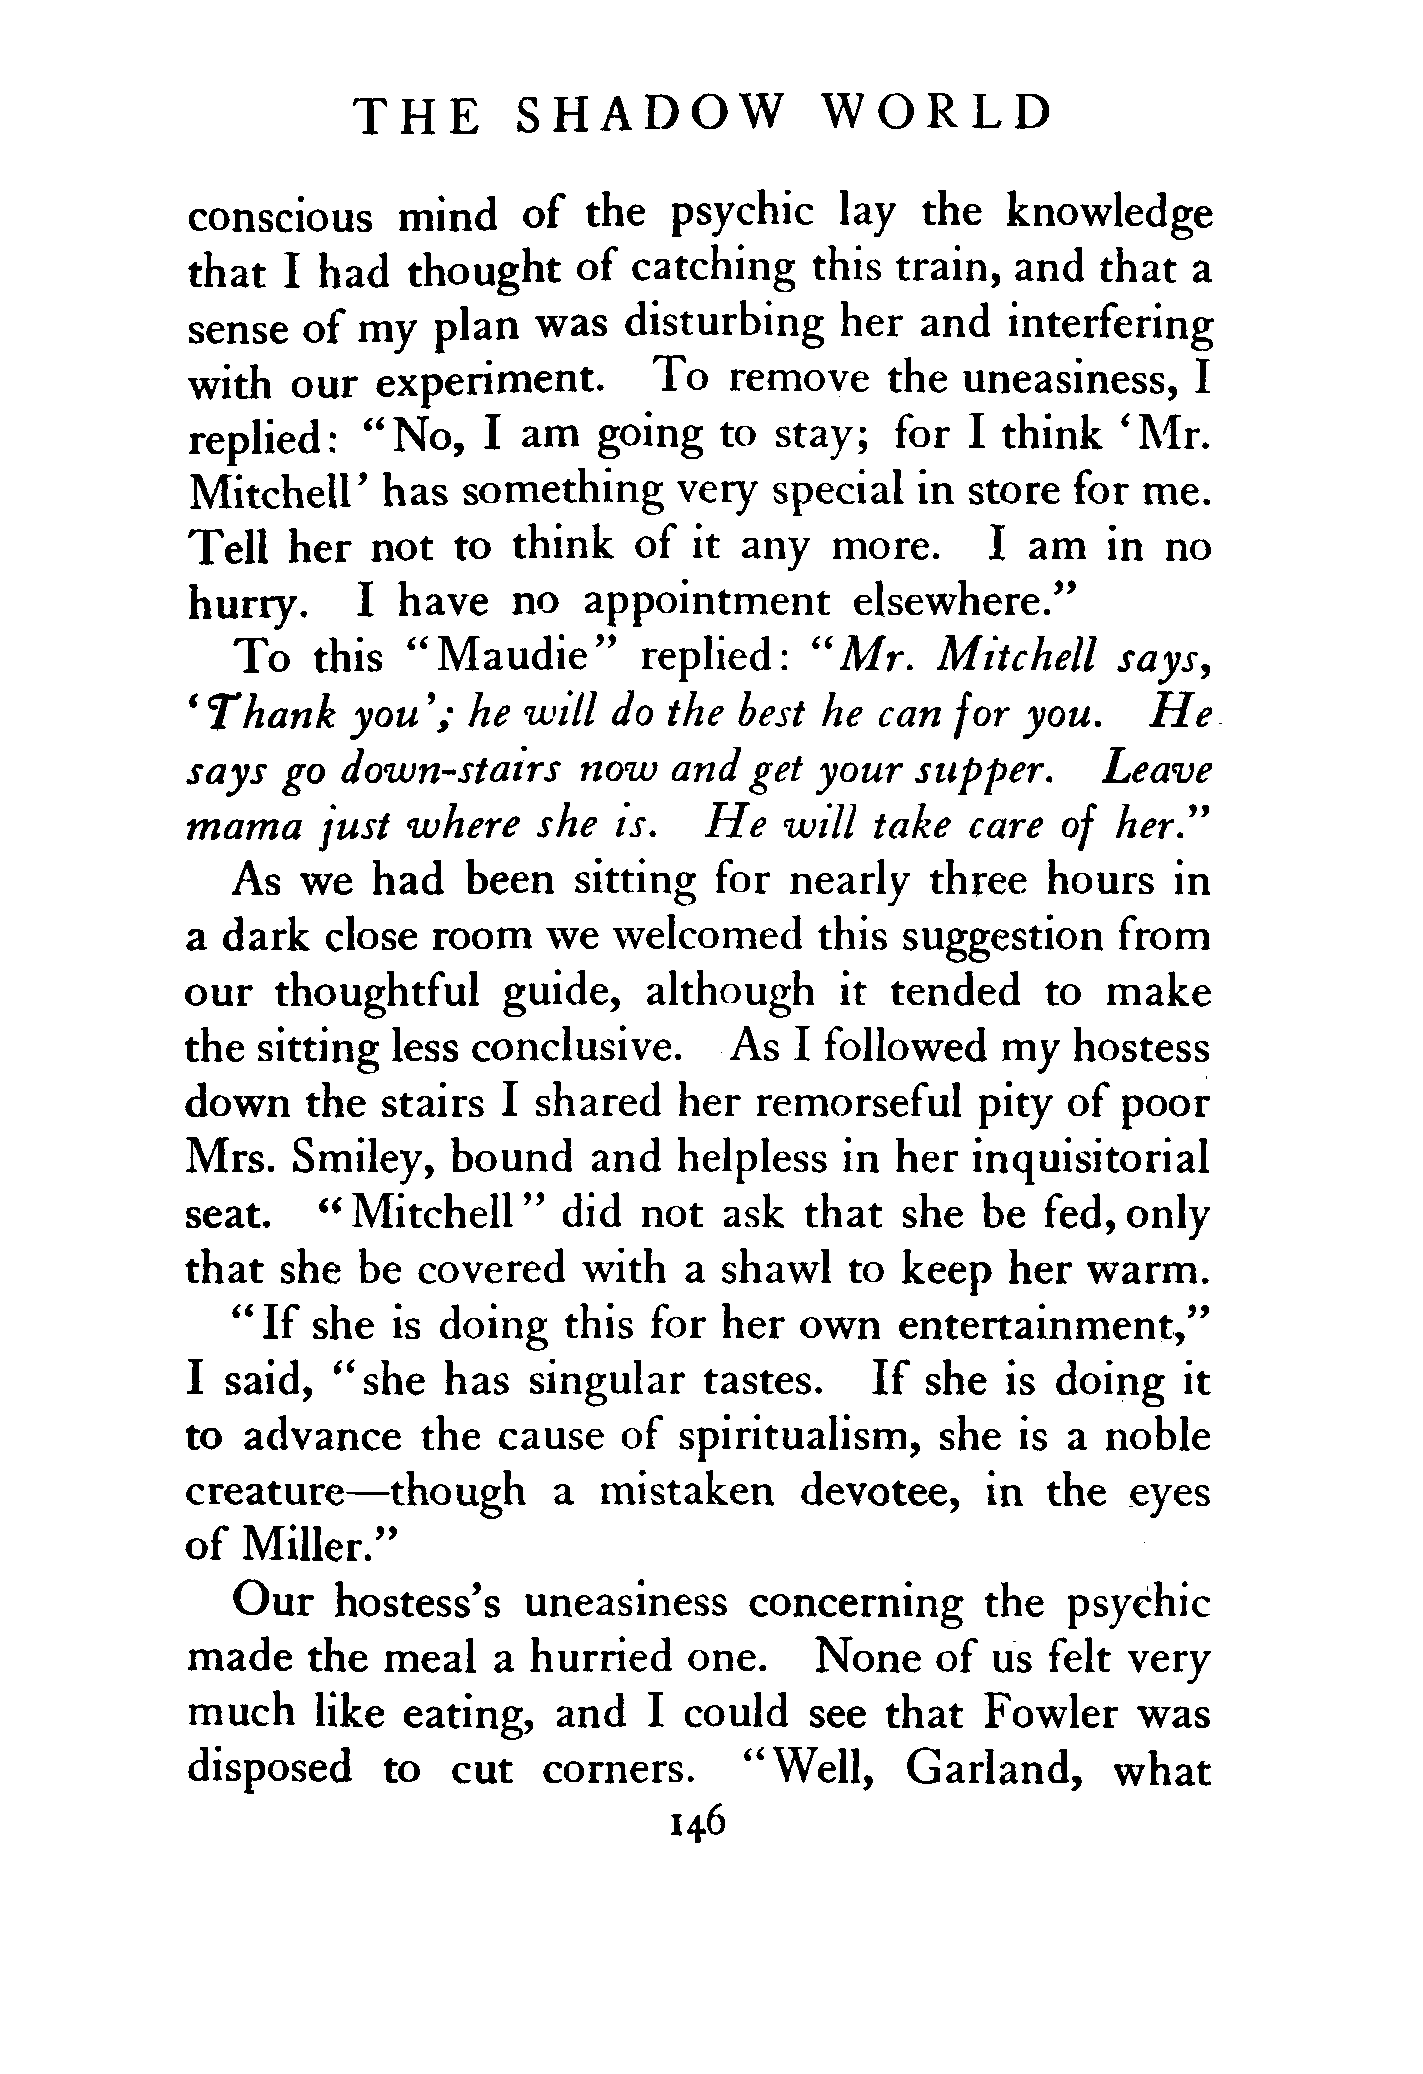 THE SHADOW WORLD
conscious mind of the psychic lay the knowledge
that I had thought of catching this train, and that a
sense of my plan was disturbing her and interfering
with our experiment. To remove the uneasiness, I
replied: “No, I am going to stay; for I think ‘Mr.
Mitchell’ has something very special in store for me.
Tell her not to think of it any more. I am in no
hurry. I have no appointment elsewhere.”
To this “Maudie” replied: “Mr. Mitchell says,
‘Thank you’; he will do the best he can for you. He
says go down-stairs now and get your supper. Leave
mama just where she is. He will take care of her.”
As we had been sitting for nearly three hours in
a dark close room we welcomed this suggestion from
our thoughtful guide, although it tended to make
the sitting less conclusive. As I followed my hostess
down the stairs I shared her remorseful pity of poor
Mrs. Smiley, bound and helpless in her inquisitorial
seat. “Mitchell” did not ask that she be fed, only
that she be covered with a shawl to keep her warm.
“If she is doing this for her own entertainment,”
I said, “she has singular tastes. If she is doing it
to advance the cause of spiritualism, she is a noble
creature—though a mistaken devotee, in the eyes
of Miller.”
Our hostess’s uneasiness concerning the psychic
made the meal a hurried one. None of us felt very
much like eating, and I could see that Fowler was
disposed to cut corners. “Well, Garland, what
146